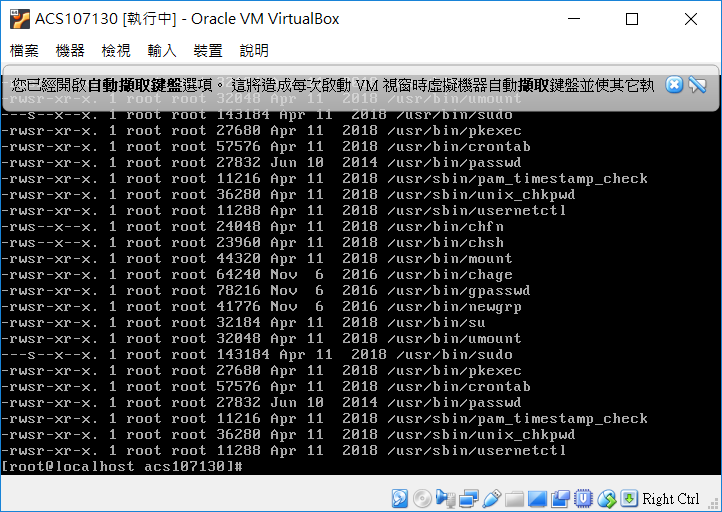 ACS107130 [執行中] - Oracle VM VirtualBox
檔案 機器 檢視 輸入 裝置 說明
您已經開啟自動擷取鍵盤選項。 這將造成每次啟動 VM 視窗時虛擬機器自動擷取鍵盤並使其它執
-rwsr-xr-x. 1 root root 32048 Apr 11  2018 /usr/bin/umount
---s--x--x. 1 root root 143184 Apr 11  2018 /usr/bin/sudo
-rwsr-xr-x. 1 root root 27680 Apr 11  2018 /usr/bin/pkexec
-rwsr-xr-x. 1 root root 57576 Apr 11  2018 /usr/bin/crontab
-rwsr-xr-x. 1 root root 27832 Jun 10  2014 /usr/bin/passwd
-rwsr-xr-x. 1 root root 11216 Apr 11  2018 /usr/sbin/pam_timestamp_check
-rwsr-xr-x. 1 root root 36280 Apr 11  2018 /usr/sbin/unix_chkpwd
-rwsr-xr-x. 1 root root 11288 Apr 11  2018 /usr/sbin/usernetctl
-rws--x--x. 1 root root 24048 Apr 11  2018 /usr/bin/chfn
-rws--x--x. 1 root root 23960 Apr 11  2018 /usr/bin/chsh
-rwsr-xr-x. 1 root root 44320 Apr 11  2018 /usr/bin/mount
-rwsr-xr-x. 1 root root 64240 Nov  6  2016 /usr/bin/chage
-rwsr-xr-x. 1 root root 78216 Nov  6  2016 /usr/bin/gpasswd
-rwsr-xr-x. 1 root root 41776 Nov  6  2016 /usr/bin/newgrp
-rwsr-xr-x. 1 root root 32184 Apr 11  2018 /usr/bin/su
-rwsr-xr-x. 1 root root 32048 Apr 11  2018 /usr/bin/umount
---s--x--x. 1 root root 143184 Apr 11  2018 /usr/bin/sudo
-rwsr-xr-x. 1 root root 27680 Apr 11  2018 /usr/bin/pkexec
-rwsr-xr-x. 1 root root 57576 Apr 11  2018 /usr/bin/crontab
-rwsr-xr-x. 1 root root 27832 Jun 10  2014 /usr/bin/passwd
-rwsr-xr-x. 1 root root 11216 Apr 11  2018 /usr/sbin/pam_timestamp_check
-rwsr-xr-x. 1 root root 36280 Apr 11  2018 /usr/sbin/unix_chkpwd
-rwsr-xr-x. 1 root root 11288 Apr 11  2018 /usr/sbin/usernetctl
[root@localhost acs107130]#
Right Ctrl